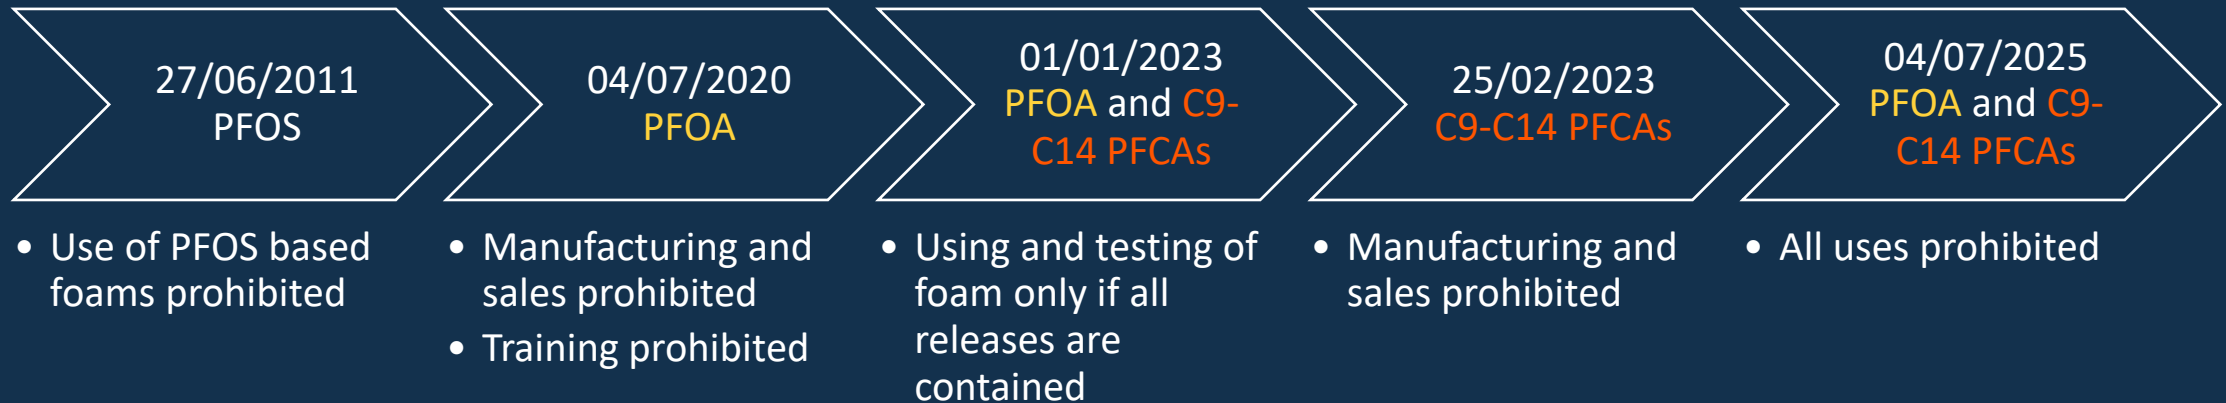 27/06/2011
PFOS
• Use of PFOS based
foams prohibited
04/07/2020
PFOA
• Manufacturing and
sales prohibited
• Training prohibited
01/01/2023
PFOA and C9-
C14 PFCAs
• Using and testing of
foam only if all
releases are
contained
25/02/2023
C9-C14 PFCAs
• Manufacturing and
sales prohibited
04/07/2025
PFOA and C9-
C14 PFCAs
• All uses prohibited